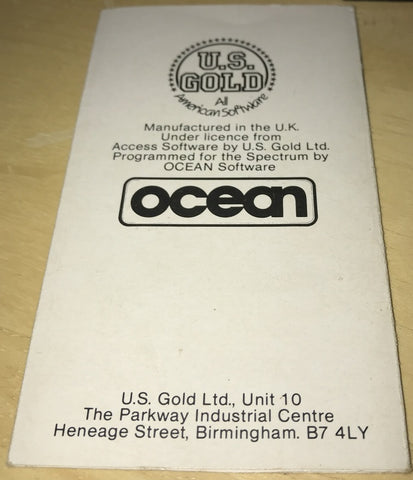 U.S.
GOLD
All
American Software
Manufactured in the U.K.
Under licence from
Access Software by U.S. Gold Ltd.
Programmed for the Spectrum by
OCEAN Software
ocean
U.S. Gold Ltd., Unit 10
The Parkway Industrial Centre
Heneage Street, Birmingham. B7 4LY